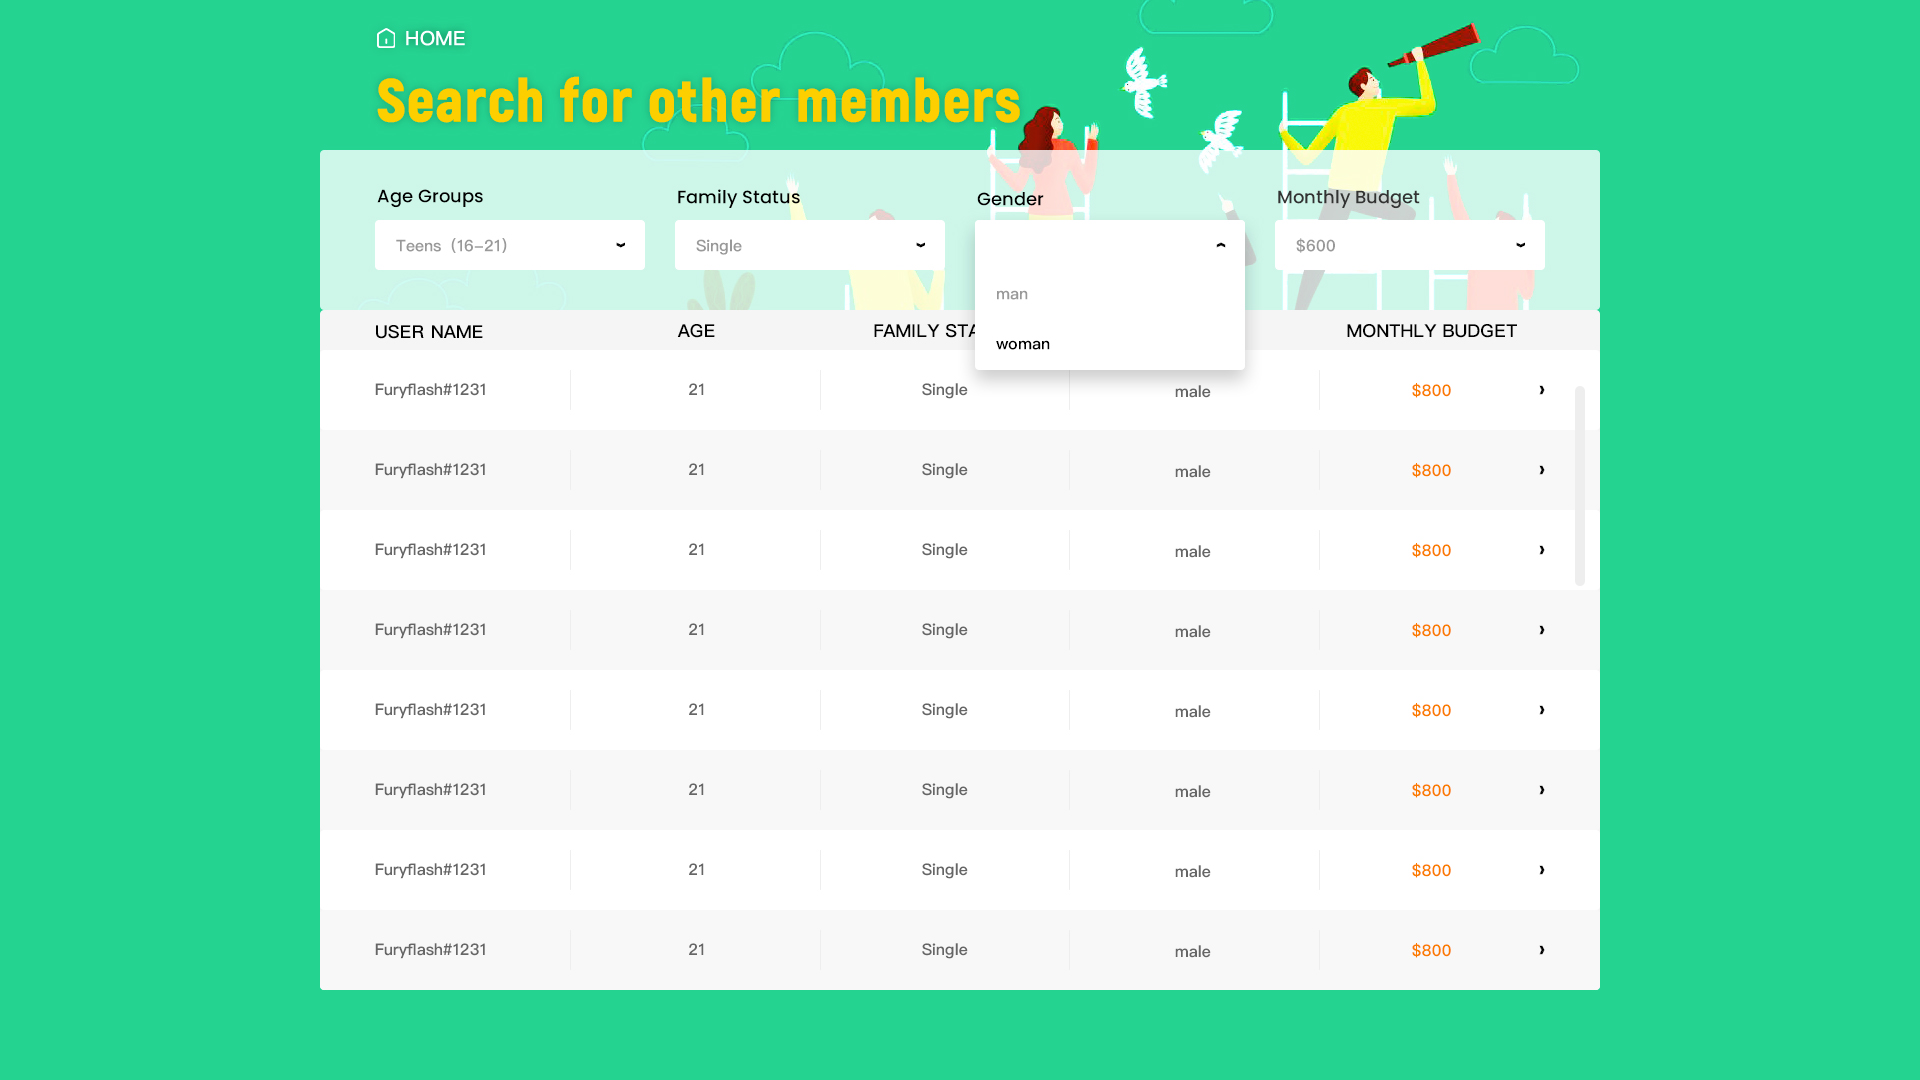 HOME
Search for other members
Age Groups Family Status Gender Monthly Budget
Teens (16-21) Single $600
man
woman
USER NAME AGE FAMILY MONTHLY BUDGET
Furyflash#1231 21 Single male $800
Furyflash#1231 21 Single male $800
Furyflash#1231 21 Single male $800
Furyflash#1231 21 Single male $800
Furyflash#1231 21 Single male $800
Furyflash#1231 21 Single male $800
Furyflash#1231 21 Single male $800
Furyflash#1231 21 Single male $800